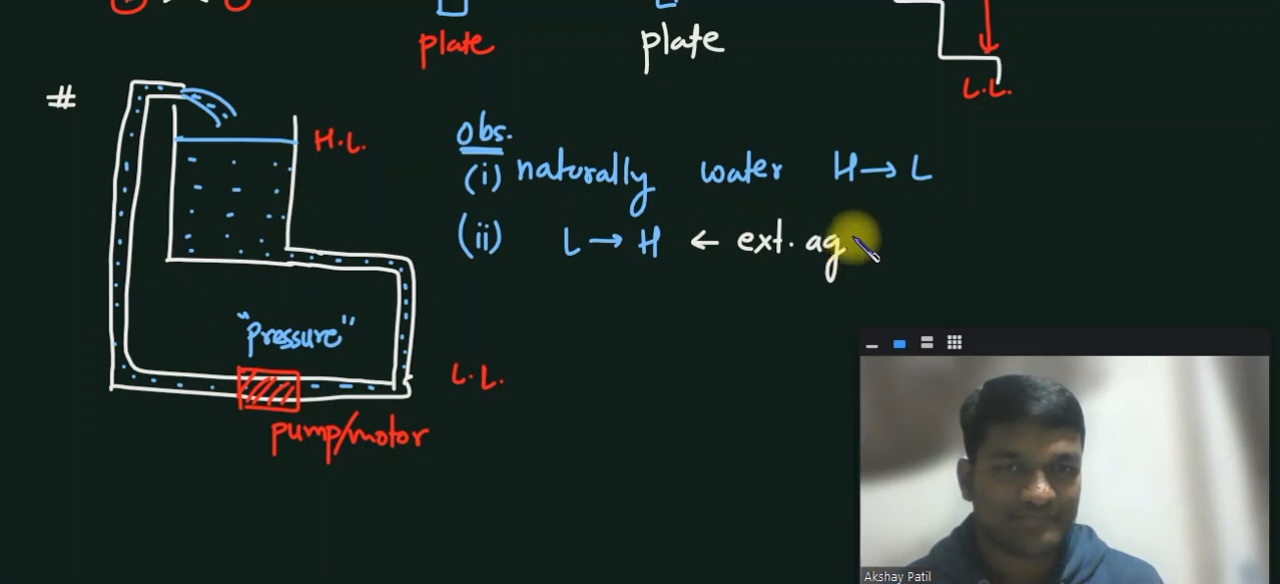 plate
plate
L.L.
#
H.L.
obs.
(i) naturally water H→L
(ii) L→H ← ext. ag
"pressure"
L.L.
pump/motor
Akshay Patil